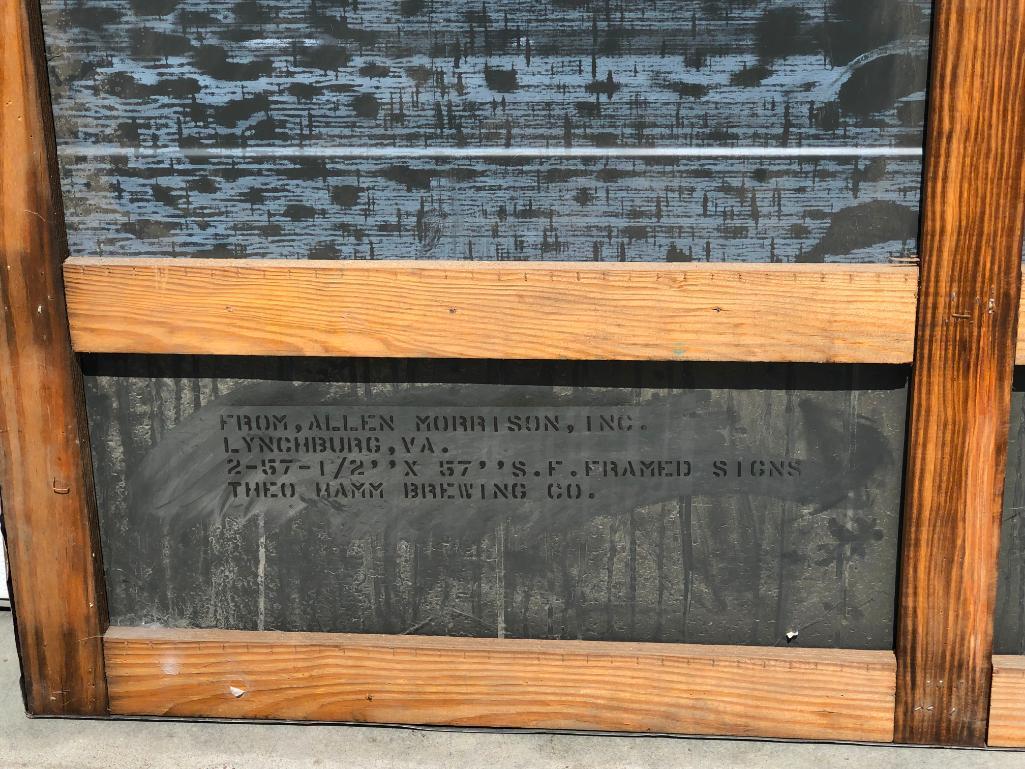 FROM,ALLEN MORRISON,INC.
LYNCHBURG,VA.
2-57-1/2''X 57''S.F.FRAMED SIGNS
THEO HAMM BREWING CO.